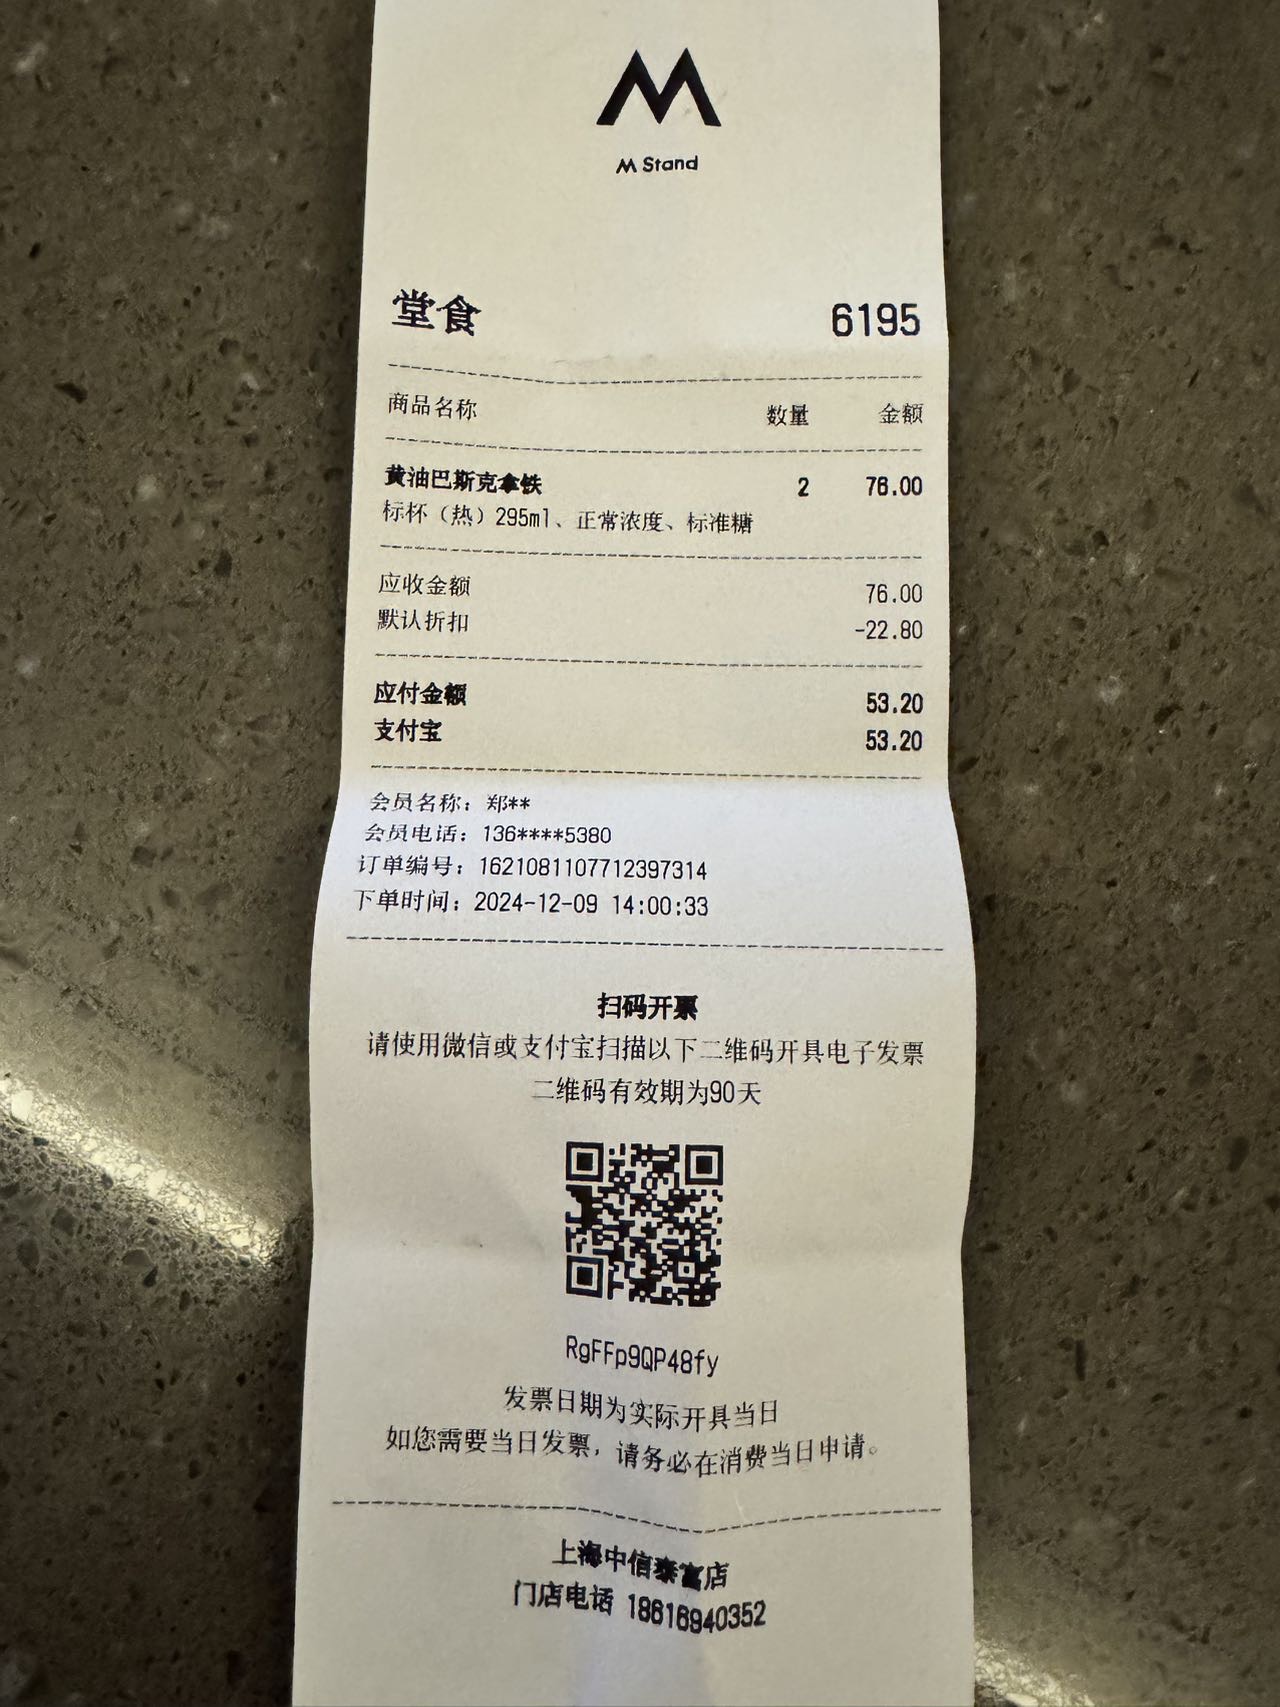 M Stand
堂食 6195
商品名称 数量 金额
黄油巴斯克拿铁 2 76.00
标杯（热）295ml、正常浓度、标准糖
应收金额 76.00
默认折扣 -22.80
应付金额 53.20
支付宝 53.20
会员名称：郑**
会员电话：136****5380
订单编号：1621081107712397314
下单时间：2024-12-09 14:00:33
扫码开票
请使用微信或支付宝扫描以下二维码开具电子发票
二维码有效期为90天
RgFFp9QP48fy
发票日期为实际开具当日
如您需要当日发票，请务必在消费当日申请。
上海中信泰富店
门店电话 18616940352